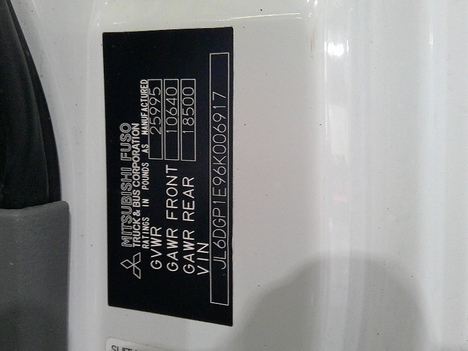 MITSUBISHI FUSO
TRUCK & BUS CORPORATION
RATINGS IN POUNDS AS MANUFACTURED
GVWR 25995
GAWR FRONT 10640
GAWR REAR 18500
VIN
JL6DGP1E96K006917